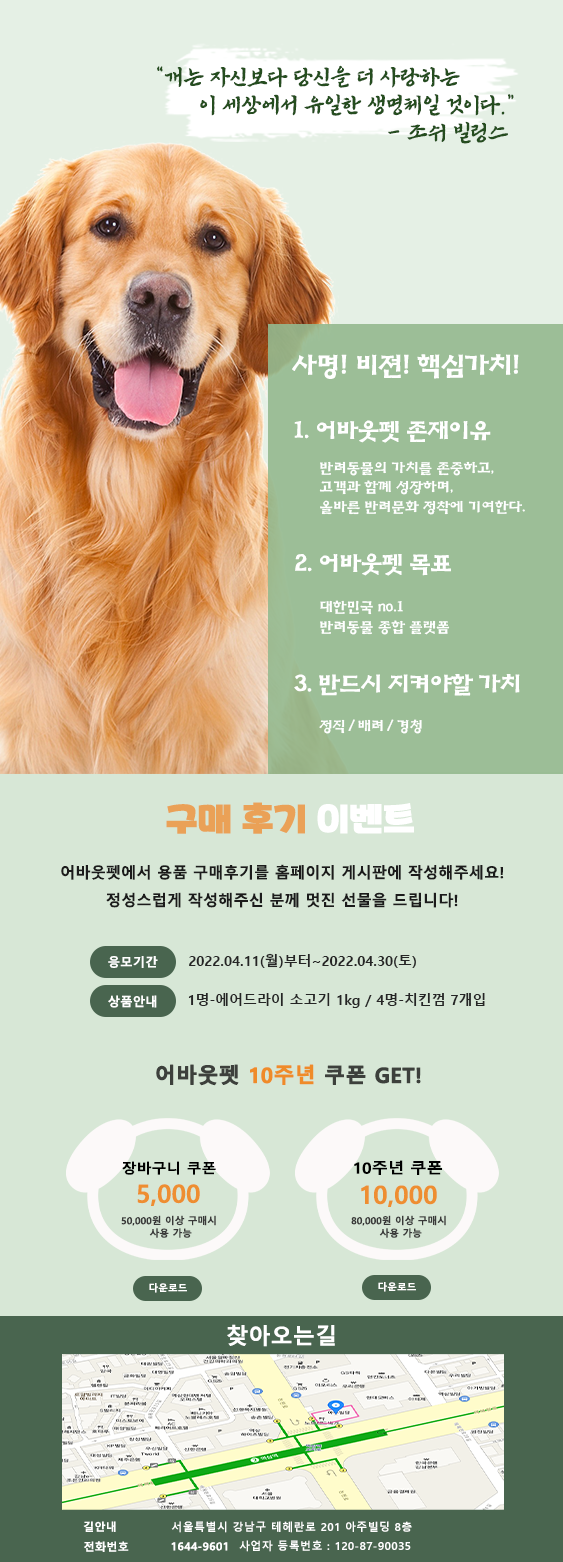 “개는 자신보다 당신을 더 사랑하는
이 세상에서 유일한 생명체일 것이다.”
- 조쉬 빌링스
사명! 비젼! 핵심가치!
1. 어바웃펫 존재이유
반려동물의 가치를 존중하고,
고객과 함께 성장하며,
올바른 반려문화 정착에 기여한다.
2. 어바웃펫 목표
대한민국 no.1
반려동물 종합 플랫폼
3. 반드시 지켜야할 가치
정직 / 배려 / 경청
구매 후기 이벤트
어바웃펫에서 용품 구매후기를 홈페이지 게시판에 작성해주세요!
정성스럽게 작성해주신 분께 멋진 선물을 드립니다!
응모기간 2022.04.11(월)부터~2022.04.30(토)
상품안내 1명-에어드라이 소고기 1kg / 4명-치킨껌 7개입
어바웃펫 10주년 쿠폰 GET!
장바구니 쿠폰
5,000
50,000원 이상 구매시
사용 가능
다운로드
10주년 쿠폰
10,000
80,000원 이상 구매시
사용 가능
다운로드
찾아오는길
길안내 서울특별시 강남구 테헤란로 201 아주빌딩 8층
전화번호 1644-9601 사업자 등록번호 : 120-87-90035